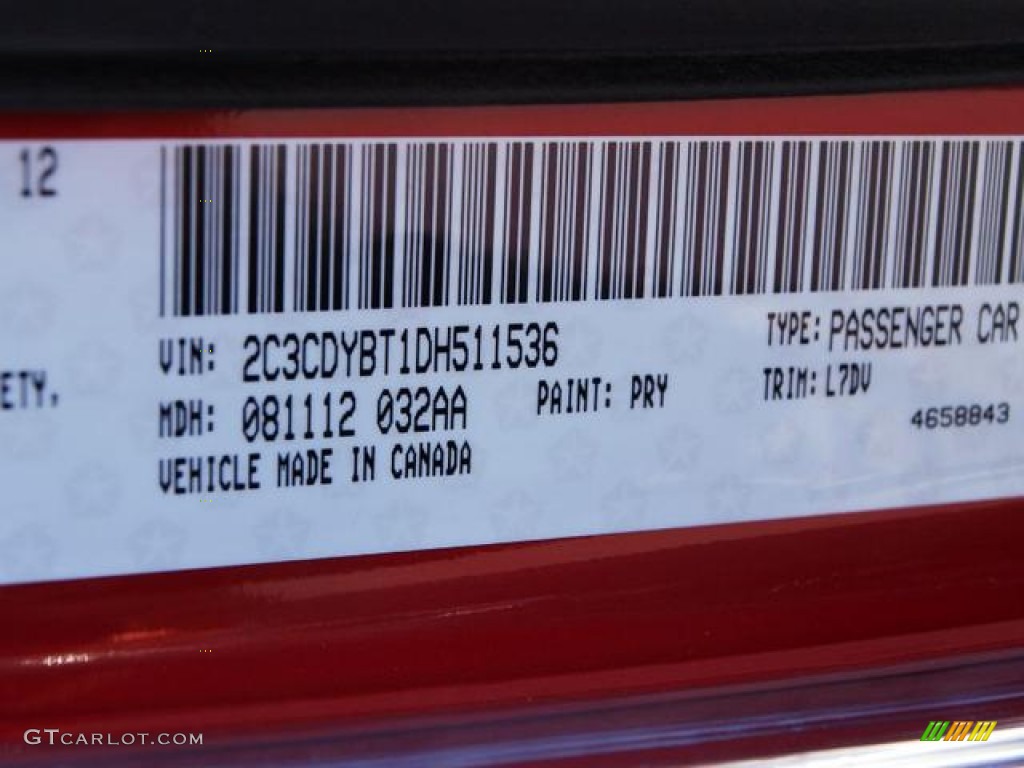 12
VIN: 2C3CDYBT1DH511536
TYPE: PASSENGER CAR
ETY.
MDH: 081112 032AA
PAINT: PRY
TRIM: L7DV
4658843
VEHICLE MADE IN CANADA
GTCARLOT.COM